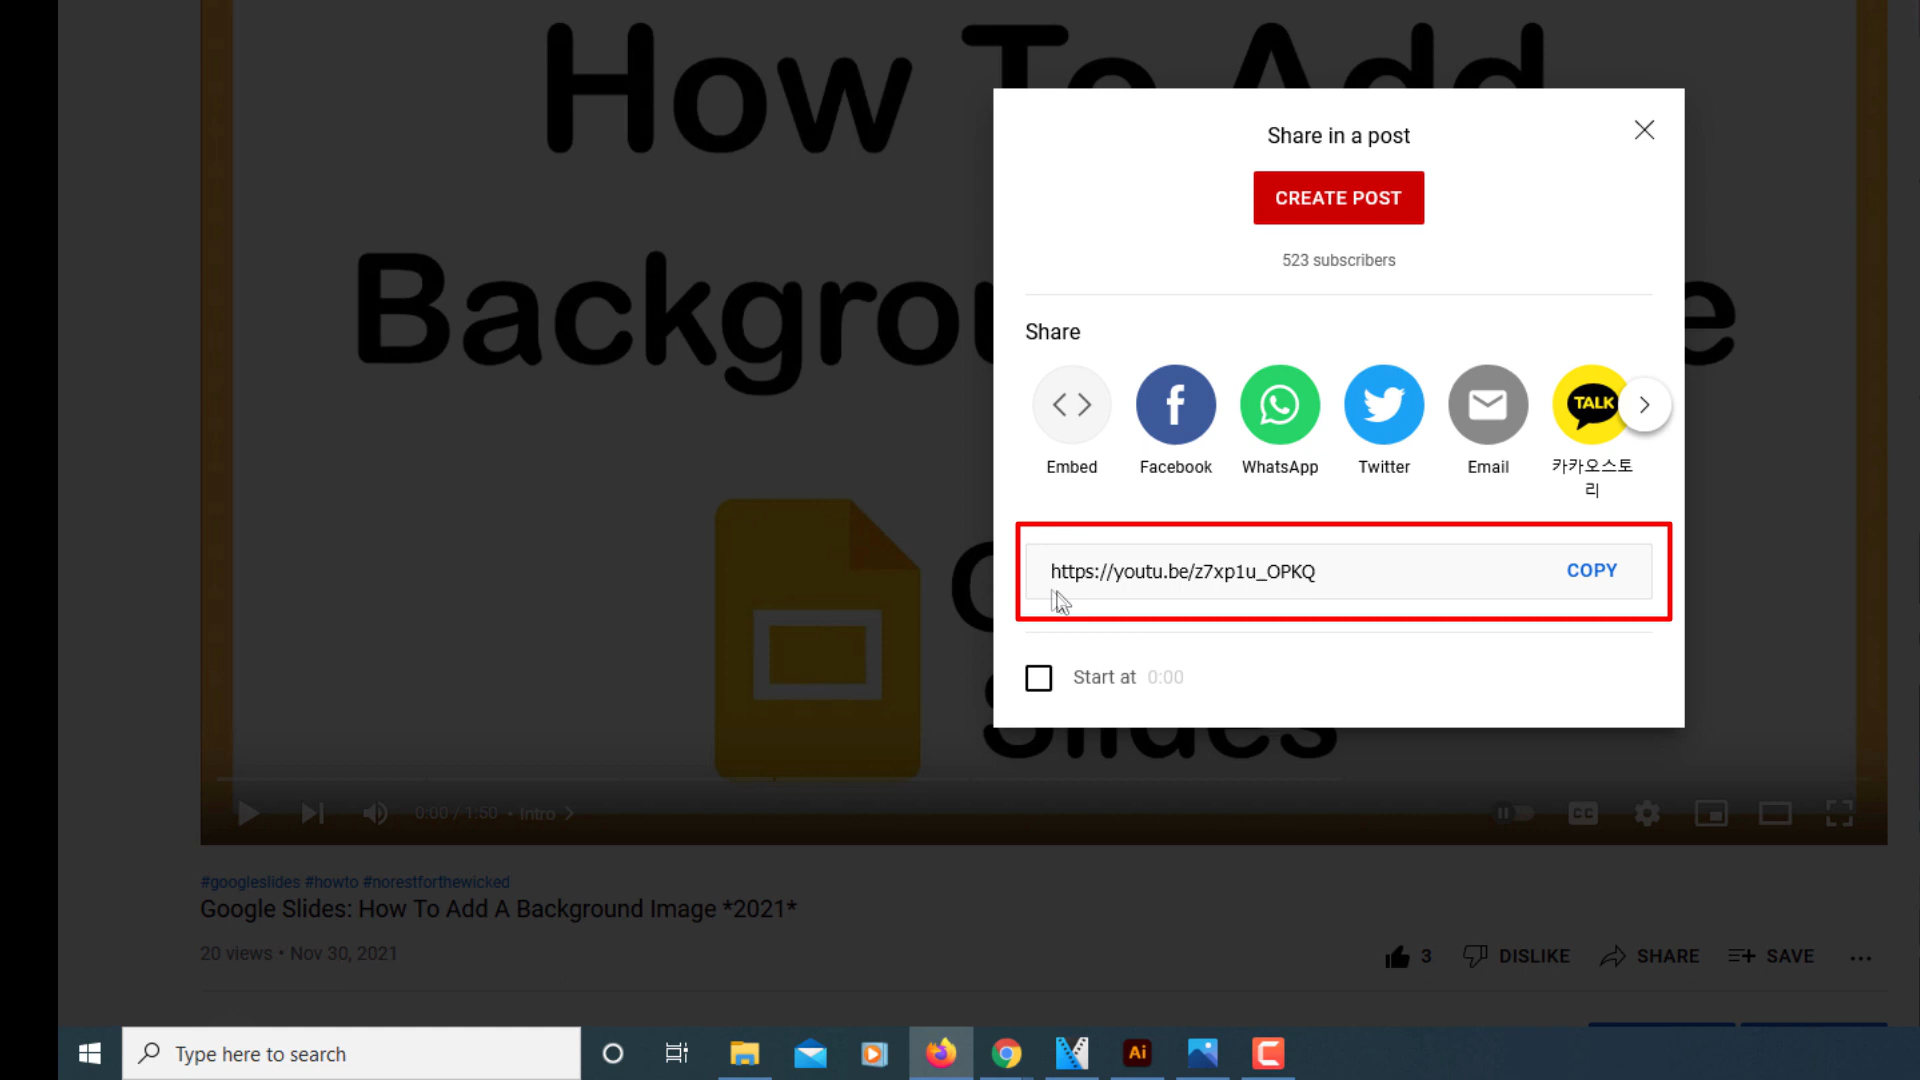 How To Add
Backgrou
e
Share in a post
CREATE POST
523 subscribers
Share
TALK
Embed
Facebook
WhatsApp
Twitter
Email
카카오스토
리
https://youtu.be/z7xp1u_OPKQ
COPY
Start at 0:00
Slides
0:00 / 1:50 • Intro
CC
#googleslides #howto #norestforthewicked
Google Slides: How To Add A Background Image *2021*
20 views • Nov 30, 2021
3
DISLIKE
SHARE
SAVE
Type here to search
Ai